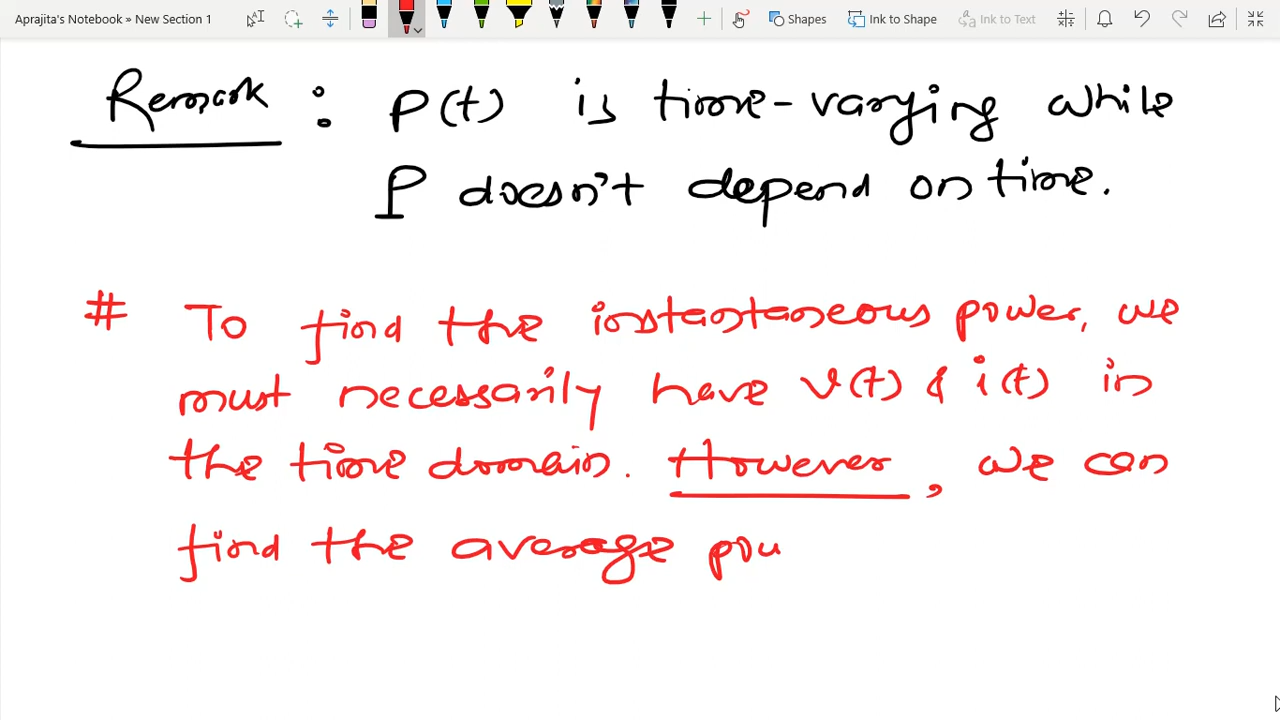 Aprajita's Notebook » New Section 1
Shapes
Ink to Shape
Ink to Text
Remark : P(t) is time-varying while
P doesn't depend on time.
# To find the instantaneous power, we
must necessarily have v(t) & i(t) in
the time domain. However, we can
find the average pou